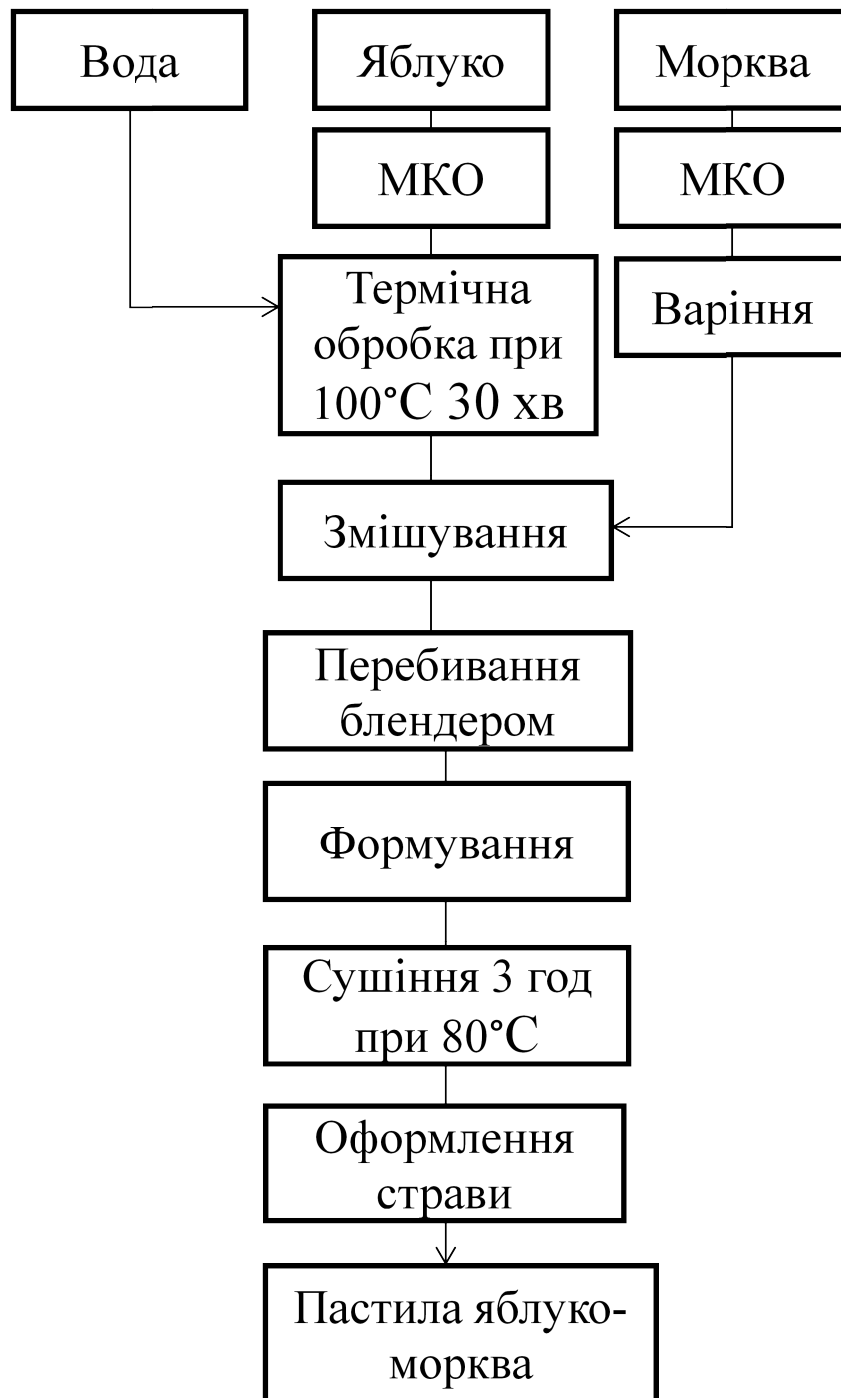 Вода
Яблуко
Морква
МКО
МКО
Термічна
обробка при
100°С 30 хв
Варіння
Змішування
Перебивання
блендером
Формування
Сушіння 3 год
при 80°С
Оформлення
страви
Пастила яблуко-
морква